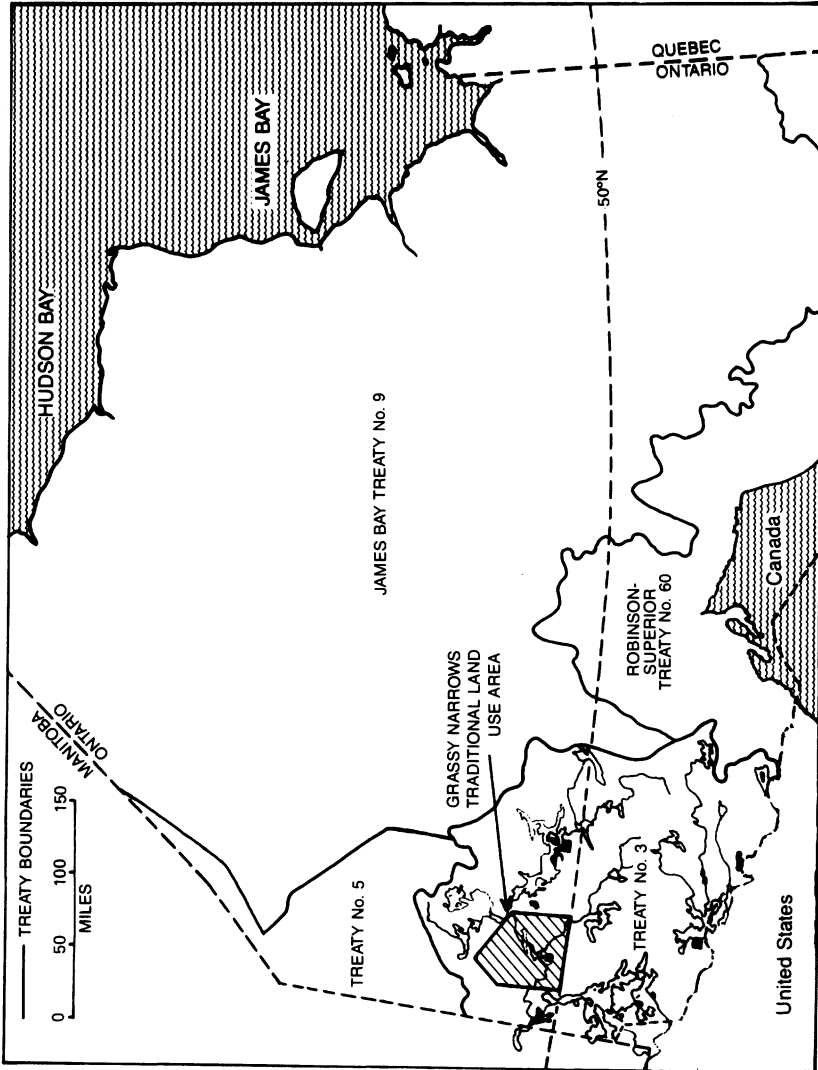 HUDSON BAY
JAMES BAY
QUEBEC
ONTARIO
MANITOBA
ONTARIO
TREATY BOUNDARIES
0 50 100 150
MILES
JAMES BAY TREATY No. 9
50°N
GRASSY NARROWS
TRADITIONAL LAND
USE AREA
TREATY No. 5
ROBINSON-
SUPERIOR
TREATY No. 60
Canada
TREATY No. 3
United States